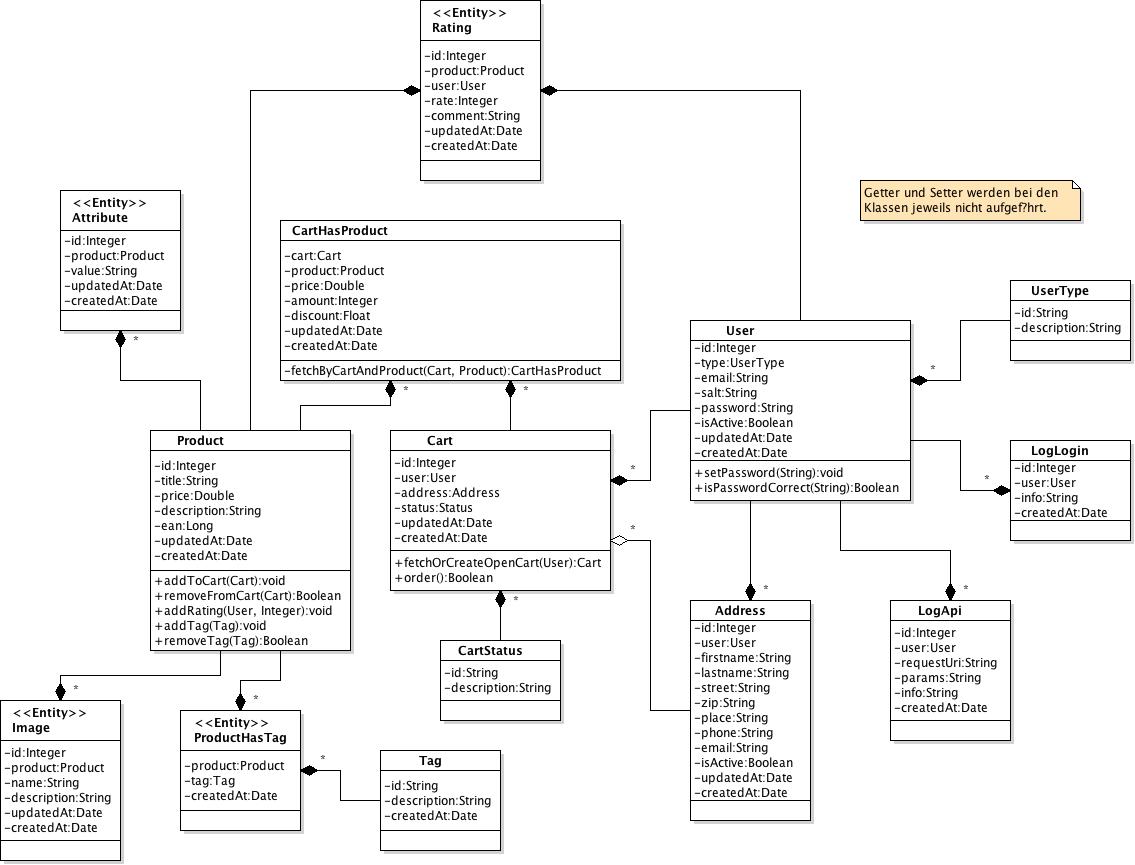 <<Entity>>
Rating
-id:Integer
-product:Product
-user:User
-rate:Integer
-comment:String
-updatedAt:Date
-createdAt:Date
Getter und Setter werden bei den
Klassen jeweils nicht aufgef?hrt.
<<Entity>>
Attribute
-id:Integer
-product:Product
-value:String
-updatedAt:Date
-createdAt:Date
*
CartHasProduct
-cart:Cart
-product:Product
-price:Double
-amount:Integer
-discount:Float
-updatedAt:Date
-createdAt:Date
-fetchByCartAndProduct(Cart, Product):CartHasProduct
*
*
User
-id:Integer
-type:UserType
-email:String
-salt:String
-password:String
-isActive:Boolean
-updatedAt:Date
-createdAt:Date
+setPassword(String):void
+isPasswordCorrect(String):Boolean
UserType
-id:String
-description:String
*
LogLogin
-id:Integer
-user:User
-info:String
-createdAt:Date
*
Product
-id:Integer
-title:String
-price:Double
-description:String
-ean:Long
-updatedAt:Date
-createdAt:Date
+addToCart(Cart):void
+removeFromCart(Cart):Boolean
+addRating(User, Integer):void
+addTag(Tag):void
+removeTag(Tag):Boolean
Cart
-id:Integer
-user:User
-address:Address
-status:Status
-updatedAt:Date
-createdAt:Date
+fetchOrCreateOpenCart(User):Cart
+order():Boolean
*
*
*
CartStatus
-id:String
-description:String
*
Address
-id:Integer
-user:User
-firstname:String
-lastname:String
-street:String
-zip:String
-place:String
-phone:String
-email:String
-isActive:Boolean
-updatedAt:Date
-createdAt:Date
*
LogApi
-id:Integer
-user:User
-requestUri:String
-params:String
-info:String
-createdAt:Date
*
<<Entity>>
Image
-id:Integer
-product:Product
-name:String
-description:String
-updatedAt:Date
-createdAt:Date
*
<<Entity>>
ProductHasTag
-product:Product
-tag:Tag
-createdAt:Date
*
Tag
-id:String
-description:String
-createdAt:Date